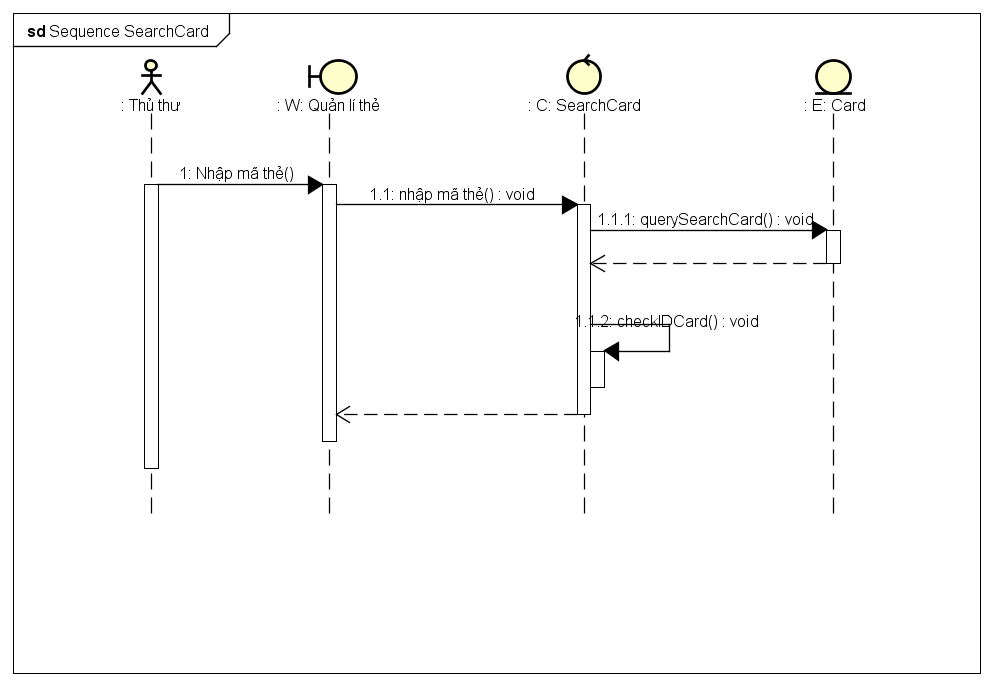 sd Sequence SearchCard
: Thủ thư
: W: Quản lí thẻ
: C: SearchCard
: E: Card
1: Nhập mã thẻ()
1.1: nhập mã thẻ() : void
1.1.1: querySearchCard() : void
1.1.2: checkIDCard() : void